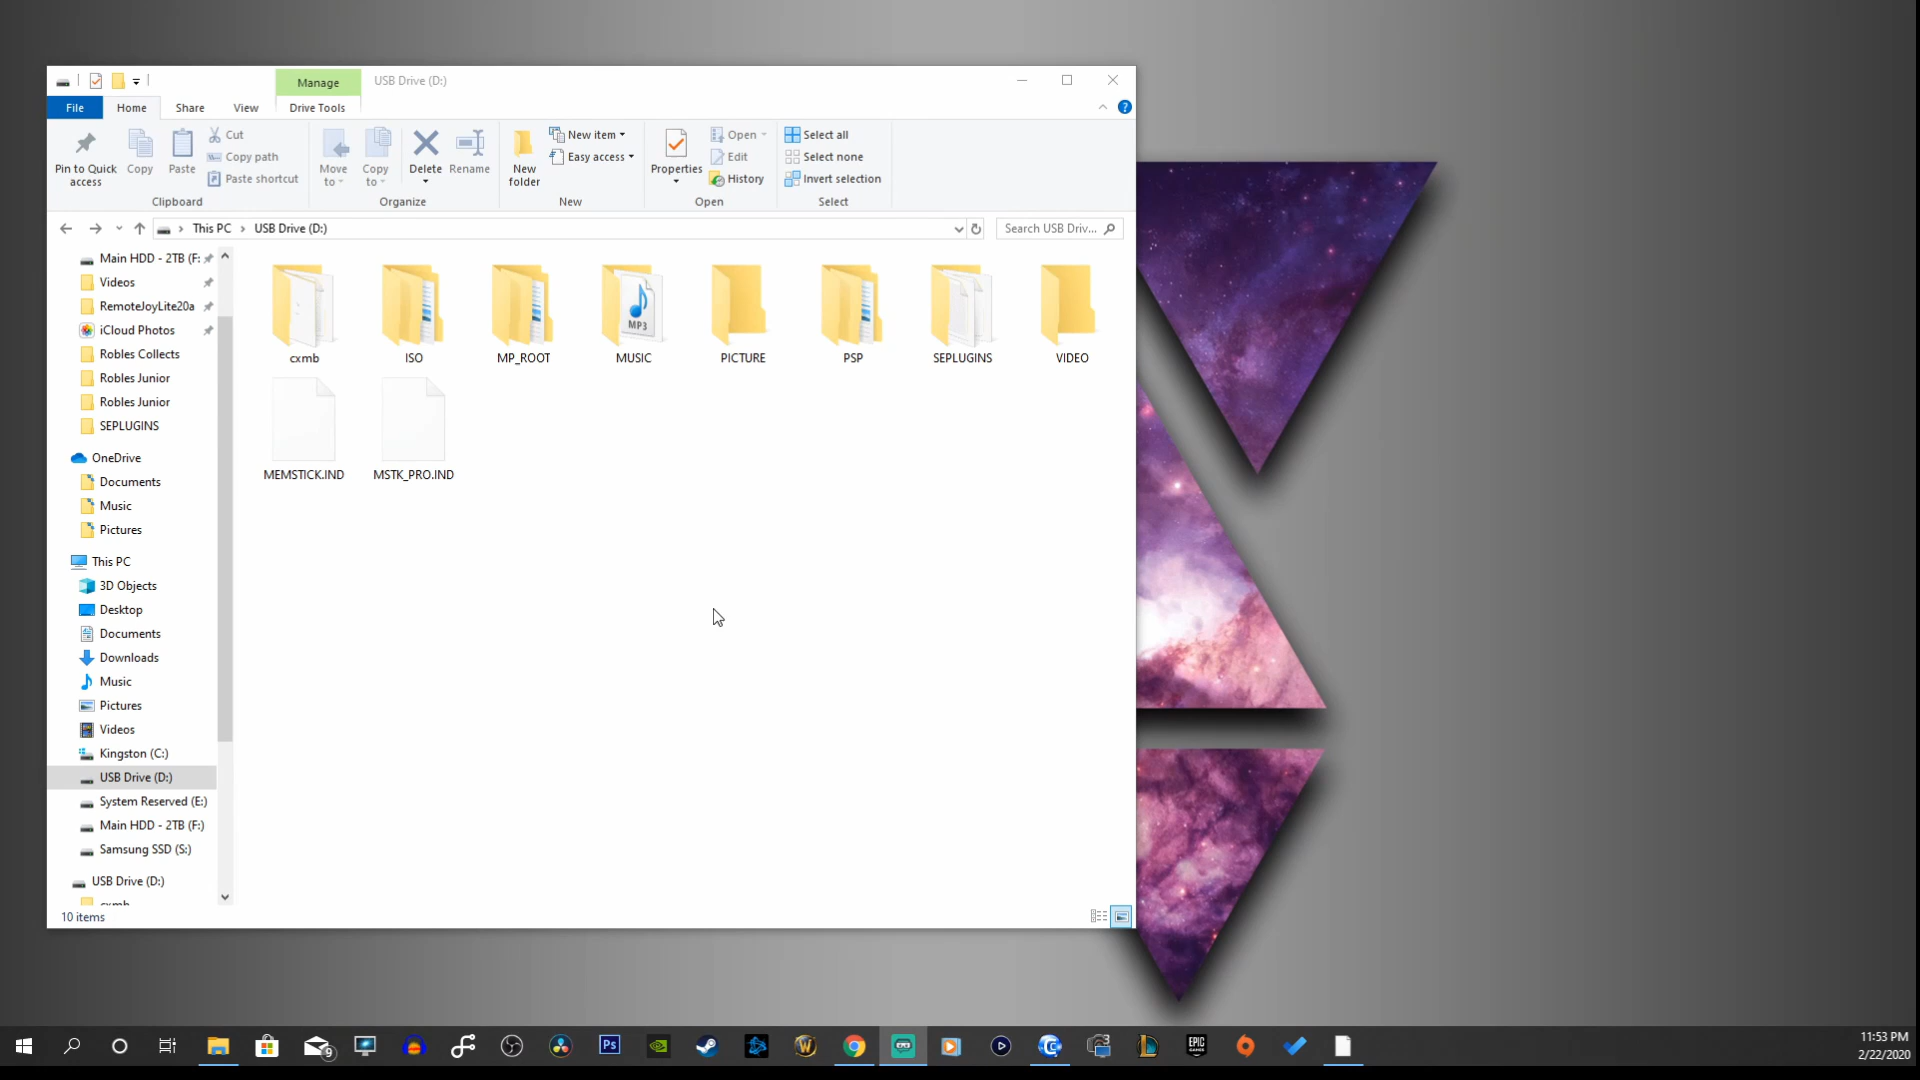 Manage
USB Drive (D:)
File
Home
Share
View
Drive Tools
Pin to Quick
access
Copy
Paste
Cut
Copy path
Paste shortcut
Clipboard
Move
to
Copy
to
Delete
Rename
Organize
New
folder
New item
Easy access
New
Properties
Open
Edit
History
Open
Select all
Select none
Invert selection
Select
This PC
USB Drive (D:)
Search USB Driv...
Main HDD - 2TB (F:
Videos
RemoteJoyLite20a
iCloud Photos
Robles Collects
Robles Junior
Robles Junior
SEPLUGINS
OneDrive
Documents
Music
Pictures
This PC
3D Objects
Desktop
Documents
Downloads
Music
Pictures
Videos
Kingston (C:)
USB Drive (D:)
System Reserved (E:)
Main HDD - 2TB (F:)
Samsung SSD (S:)
USB Drive (D:)
cxmb
cxmb
ISO
MP_ROOT
MP3
MUSIC
PICTURE
PSP
SEPLUGINS
VIDEO
MEMSTICK.IND
MSTK_PRO.IND
10 items
9
Ps
W
L
EPIC
GAMES
11:53 PM
2/22/2020